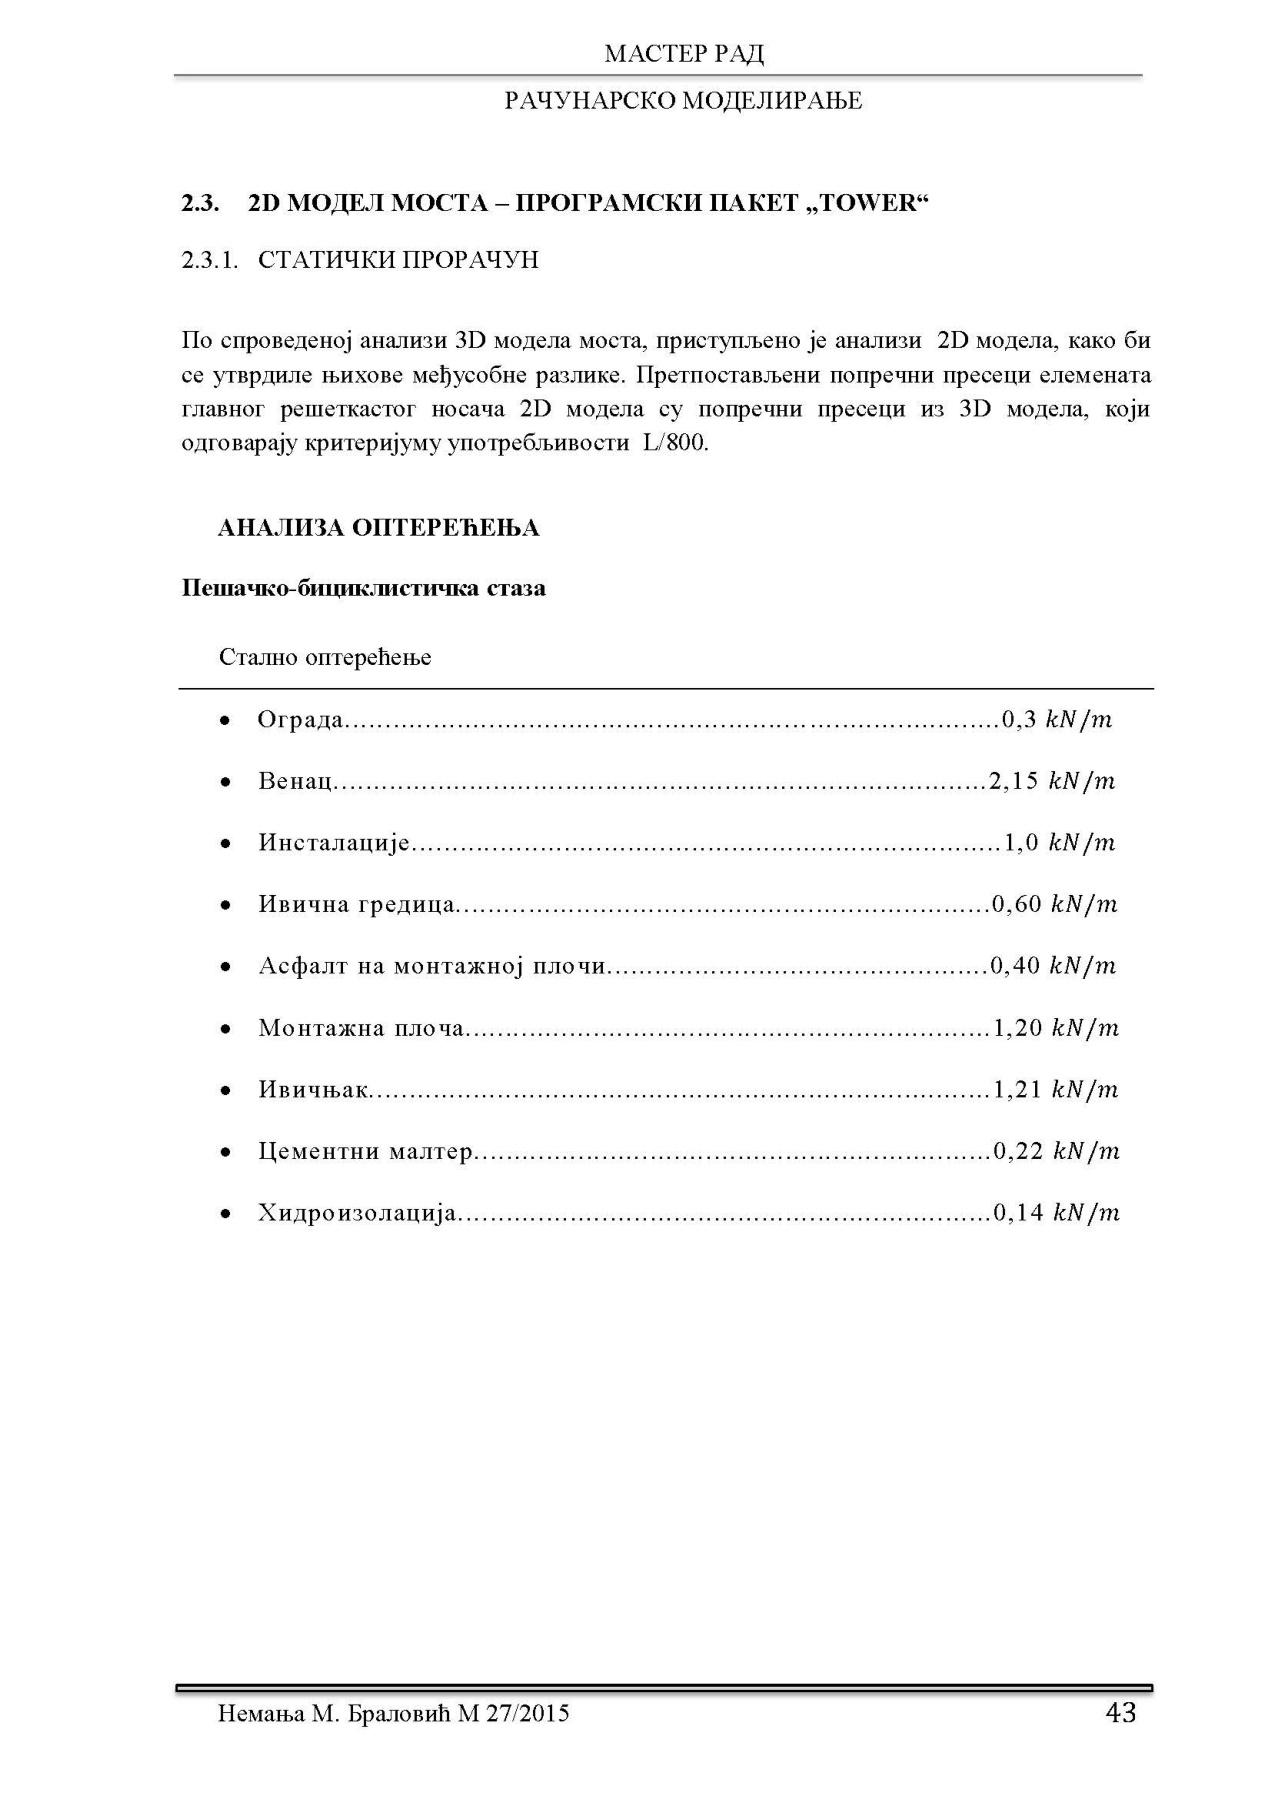 МАСТЕР РАД
РАЧУНАРСКО МОДЕЛИРАЊЕ
2.3. 2D МОДЕЛ МОСТА – ПРОГРАМСКИ ПАКЕТ „TOWER“
2.3.1. СТАТИЧКИ ПРОРАЧУН
По спроведеној анализи 3D модела моста, приступљено је анализи 2D модела, како би
се утврдиле њихове међусобне разлике. Претпостављени попречни пресеци елемената
главног решеткастог носача 2D модела су попречни пресеци из 3D модела, који
одговарају критеријуму употребљивости L/800.
АНАЛИЗА ОПТЕРЕЋЕЊА
Пешачко-бициклистичка стаза
Стално оптерећење
• Ограда................................................................................0,3 kN/m
• Венац................................................................................2,15 kN/m
• Инсталације........................................................................1,0 kN/m
• Ивична гредица.................................................................0,60 kN/m
• Асфалт на монтажној плочи...............................................0,40 kN/m
• Монтажна плоча................................................................1,20 kN/m
• Ивичњак............................................................................1,21 kN/m
• Цементни малтер...............................................................0,22 kN/m
• Хидроизолација.................................................................0,14 kN/m
Немања М. Браловић М 27/2015 43